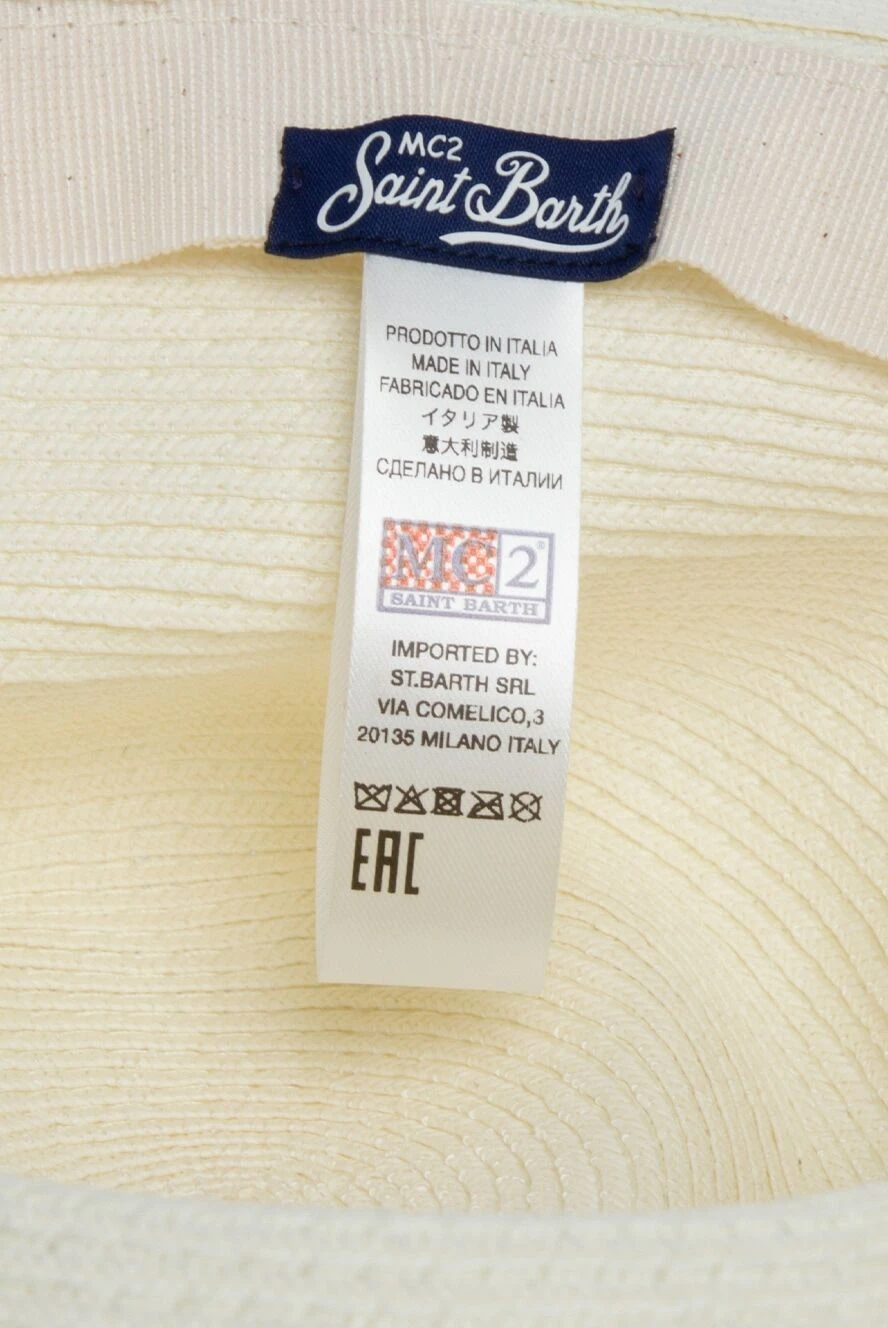 MC2
Saint Barth
PRODOTTO IN ITALIA
MADE IN ITALY
FABRICADO EN ITALIA
イタリア製
意大利制造
СДЕЛАНО В ИТАЛИИ
MC2®
SAINT BARTH
IMPORTED BY:
ST.BARTH SRL
VIA COMELICO,3
20135 MILANO ITALY
EAC